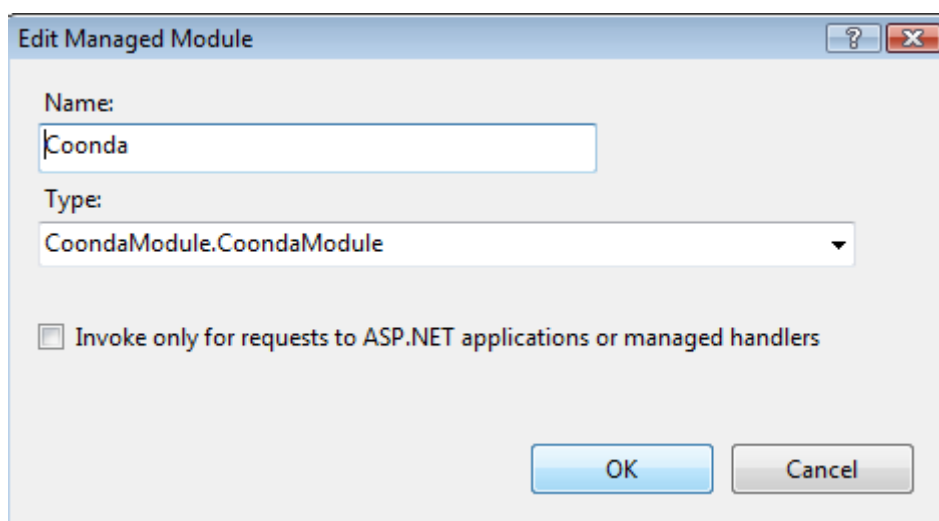 Edit Managed Module
?
Name:
Coonda
Type:
CoondaModule.CoondaModule
Invoke only for requests to ASP.NET applications or managed handlers
OK Cancel